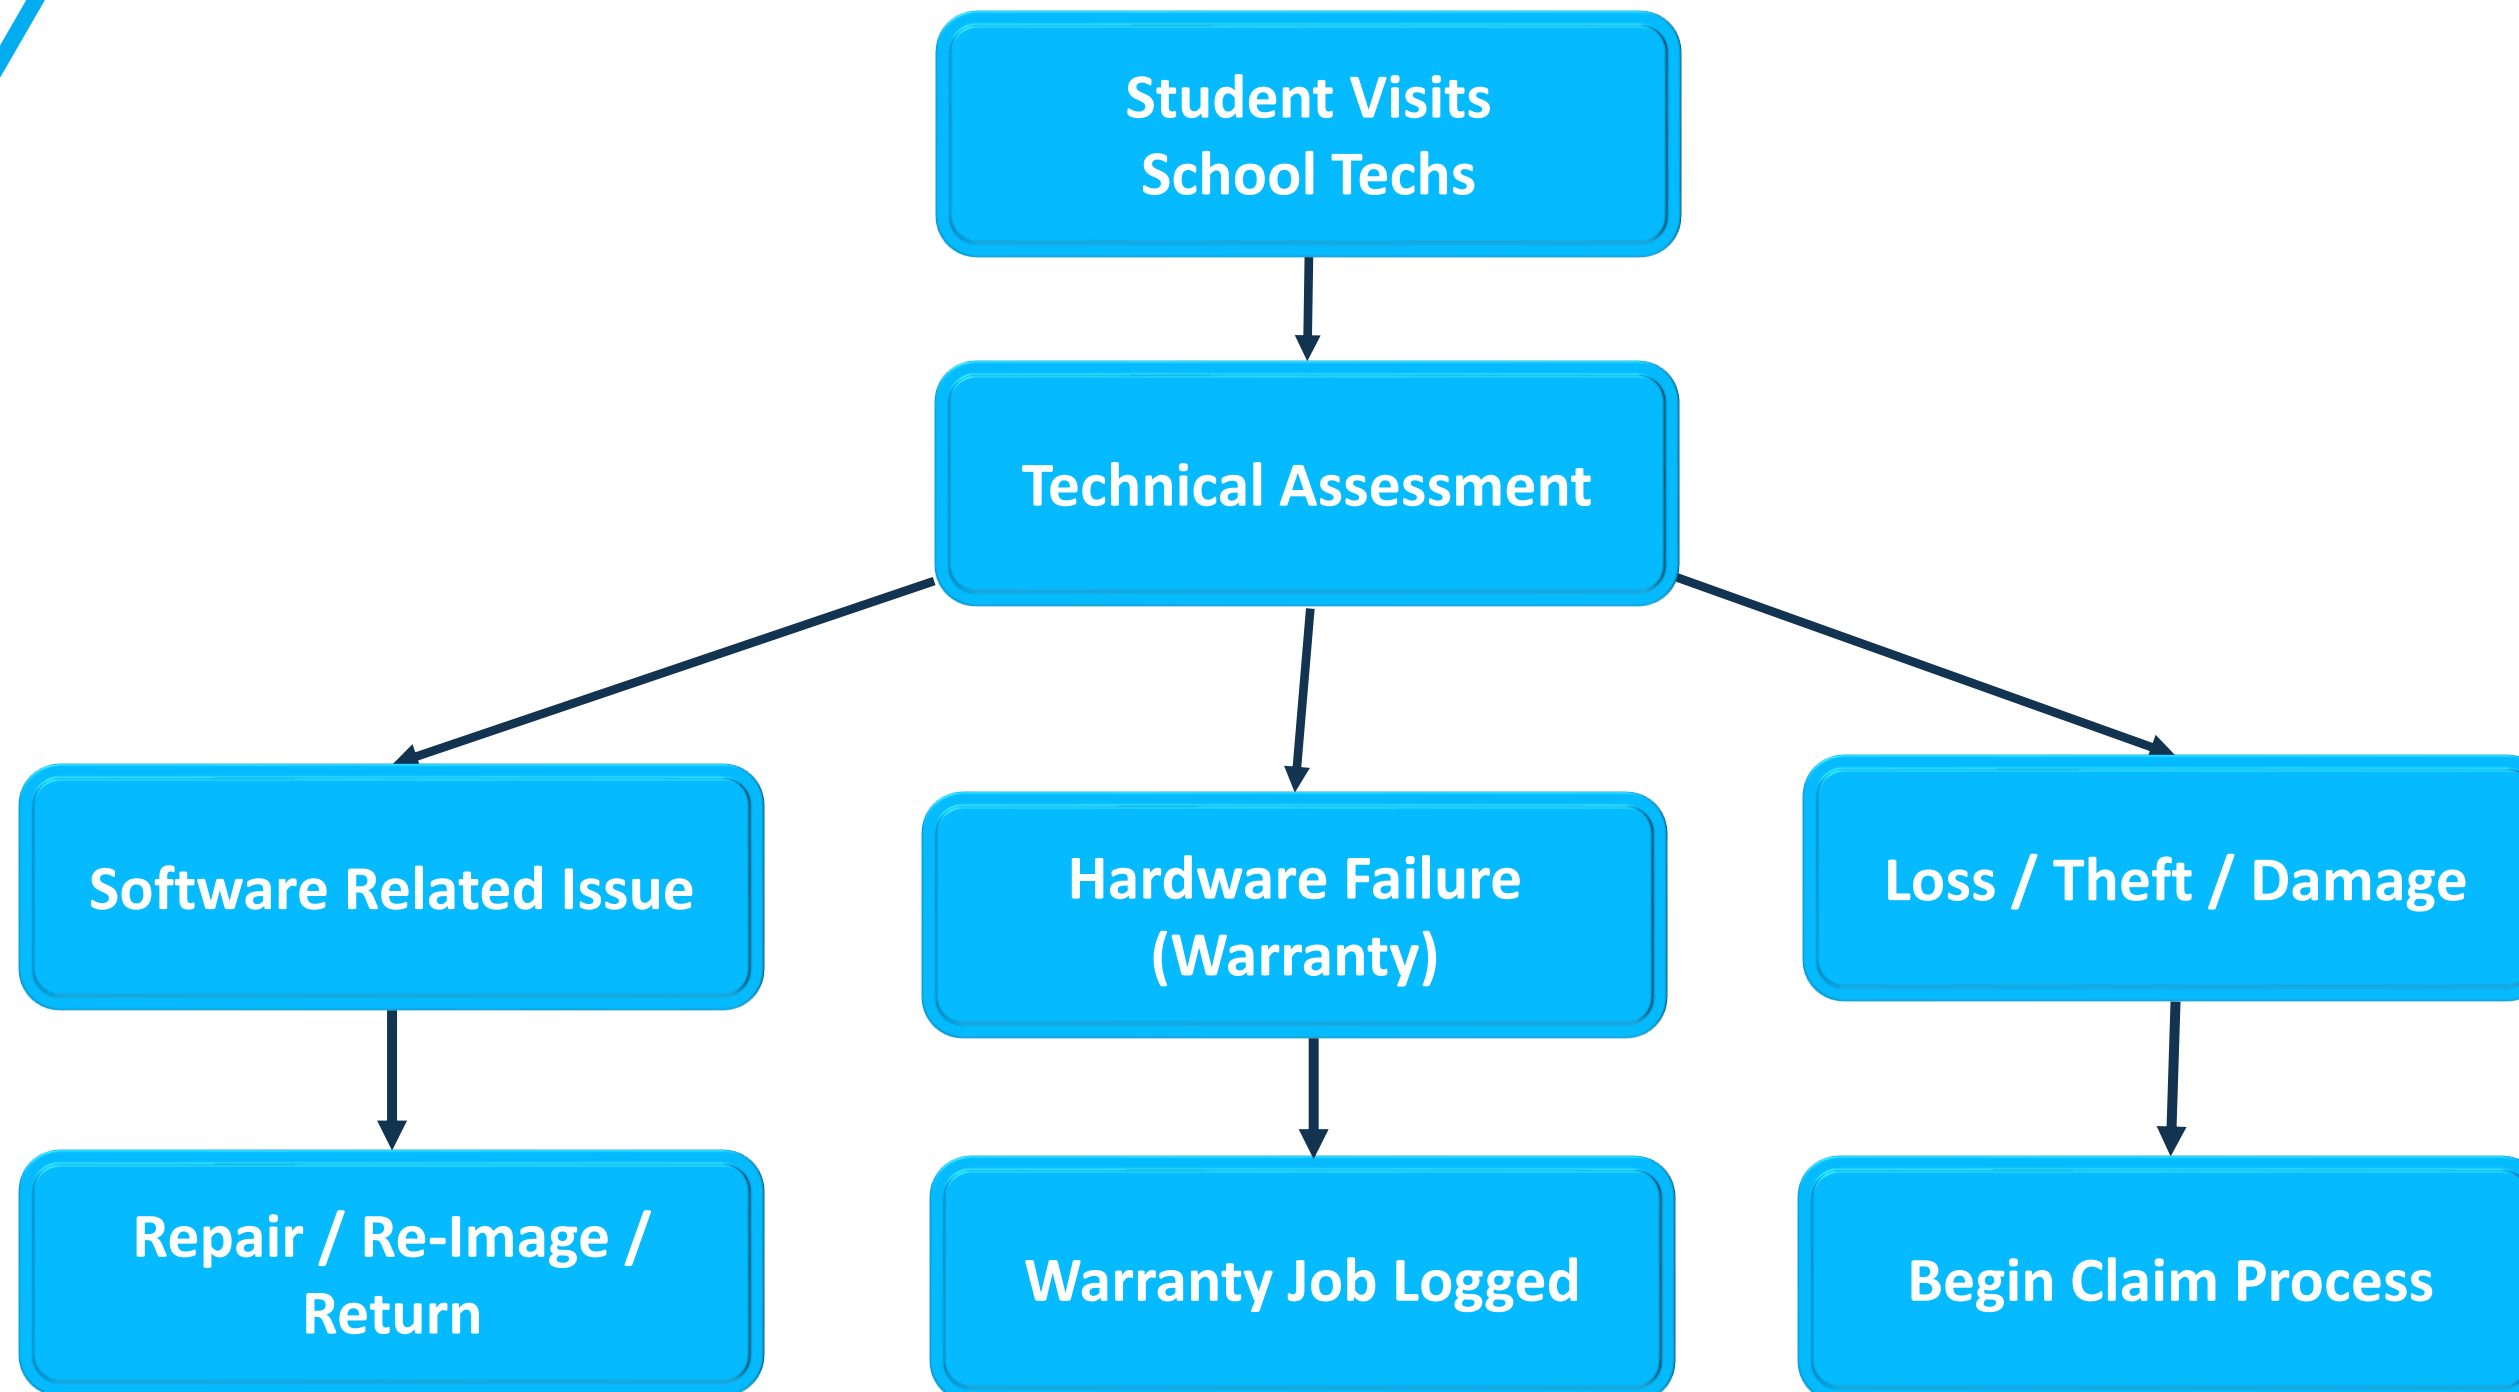 Student Visits
School Techs
Technical Assessment
Software Related Issue
Hardware Failure
(Warranty)
Loss / Theft / Damage
Repair / Re-Image /
Return
Warranty Job Logged
Begin Claim Process